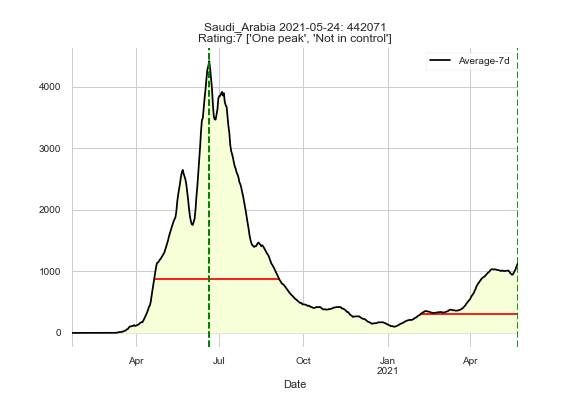 Saudi_Arabia 2021-05-24: 442071
Rating:7 ['One peak', 'Not in control']
Average-7d
4000
3000
2000
1000
0
Apr
Jul
Oct
Jan
2021
Apr
Date